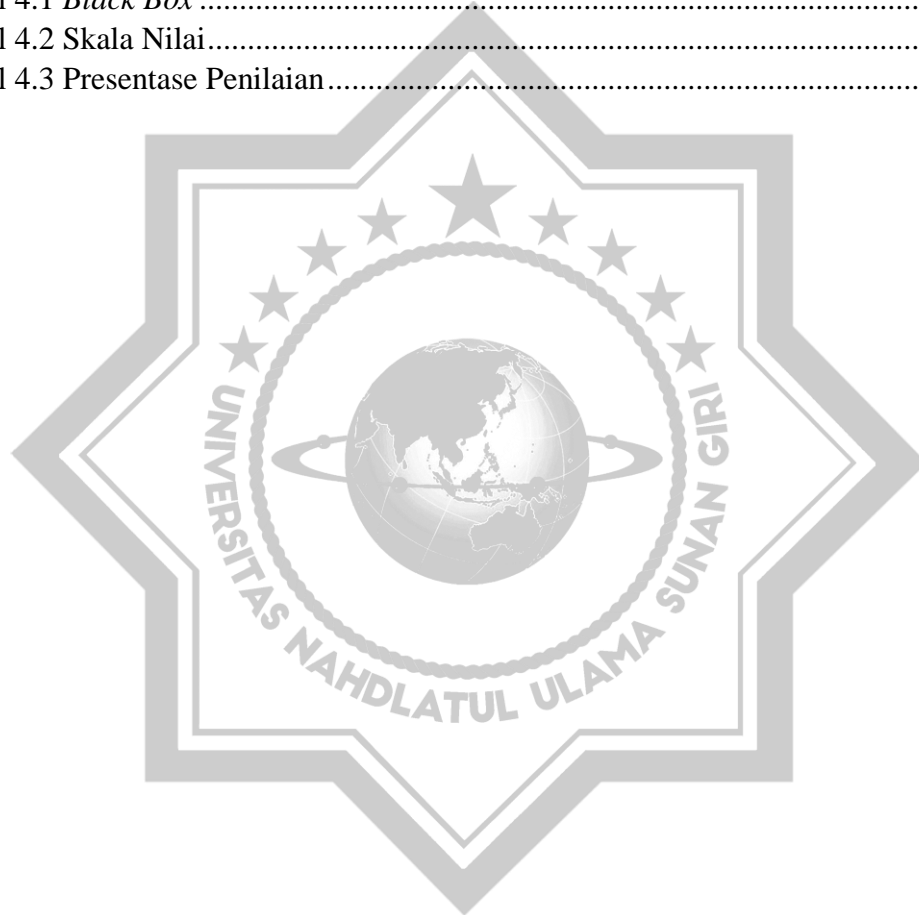 l 4.1 Black Box ................................................................................................
l 4.2 Skala Nilai...............................................................................................
l 4.3 Presentase Penilaian................................................................................
UNIVERSITAS NAHDLATUL ULAMA SUNAN GIRI